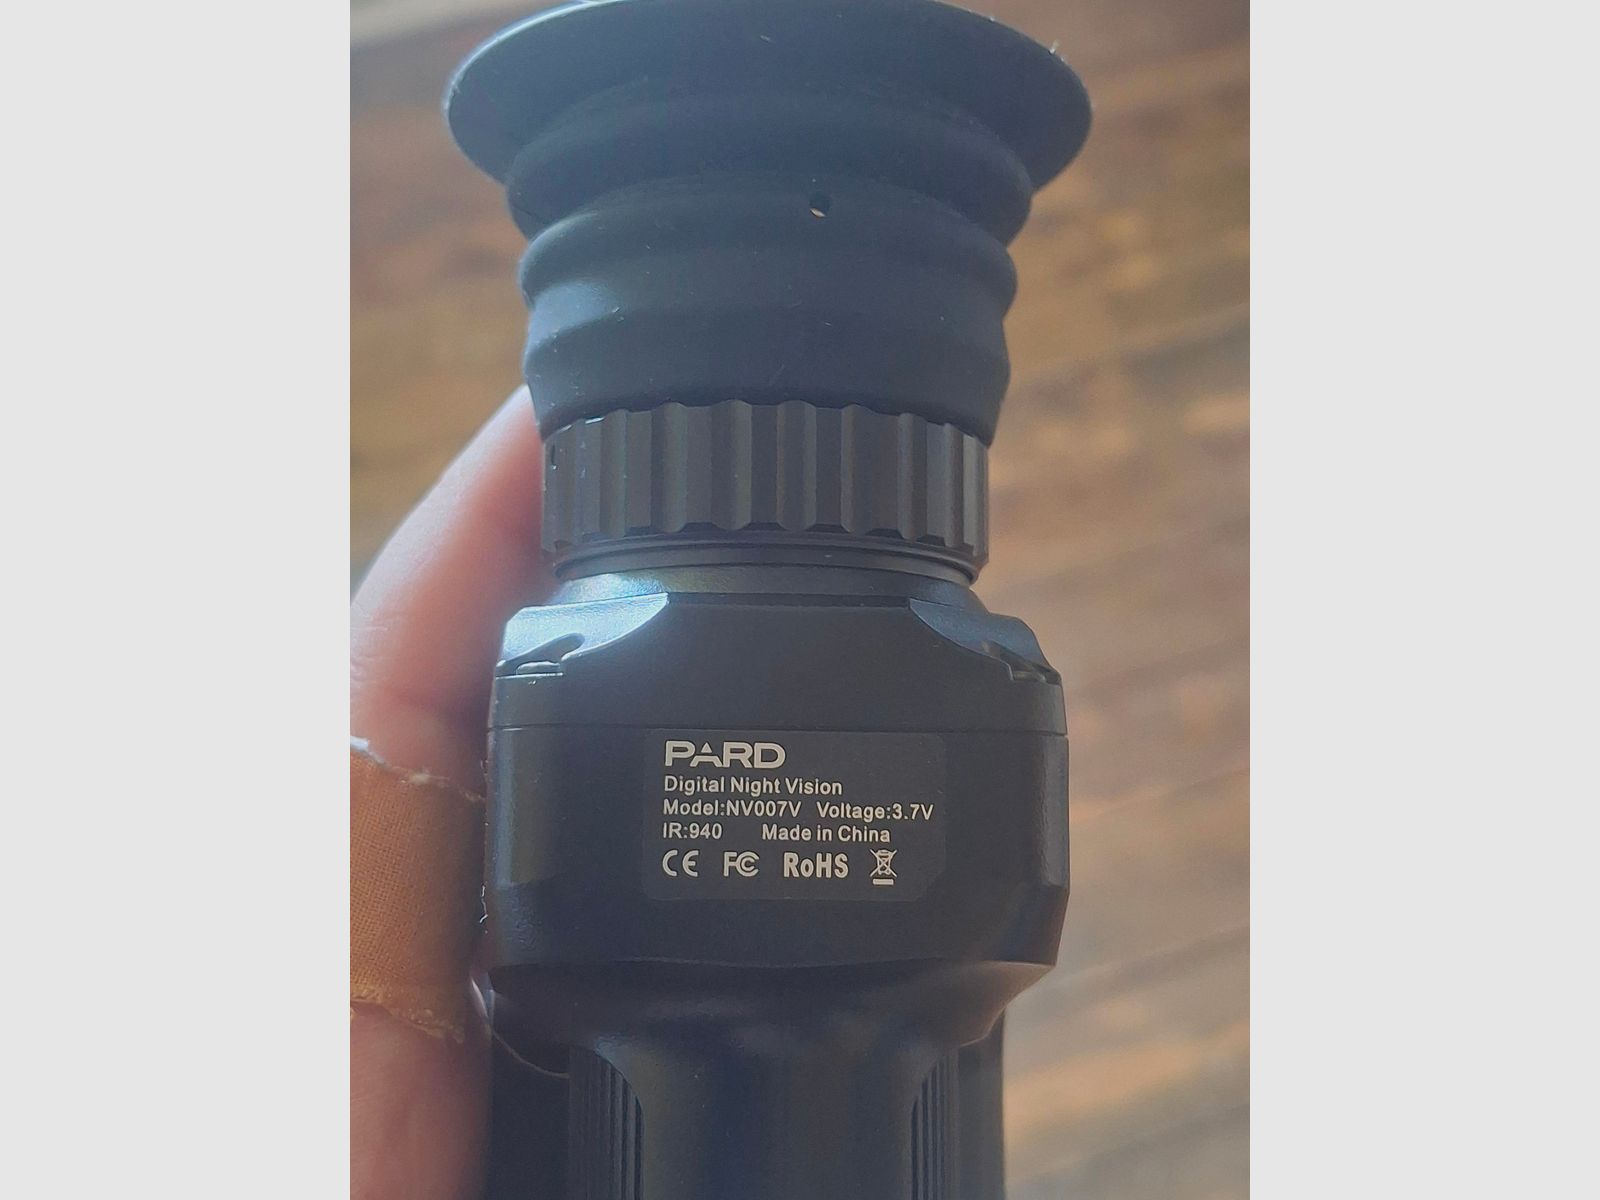 PARD
Digital Night Vision
Model:NV007V Voltage:3.7V
IR:940 Made in China
CE FC RoHS